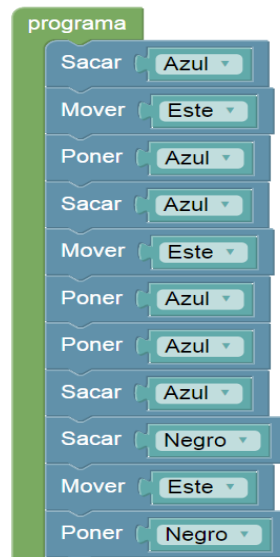 programa
Sacar Azul
Mover Este
Poner Azul
Sacar Azul
Mover Este
Poner Azul
Poner Azul
Sacar Azul
Sacar Negro
Mover Este
Poner Negro